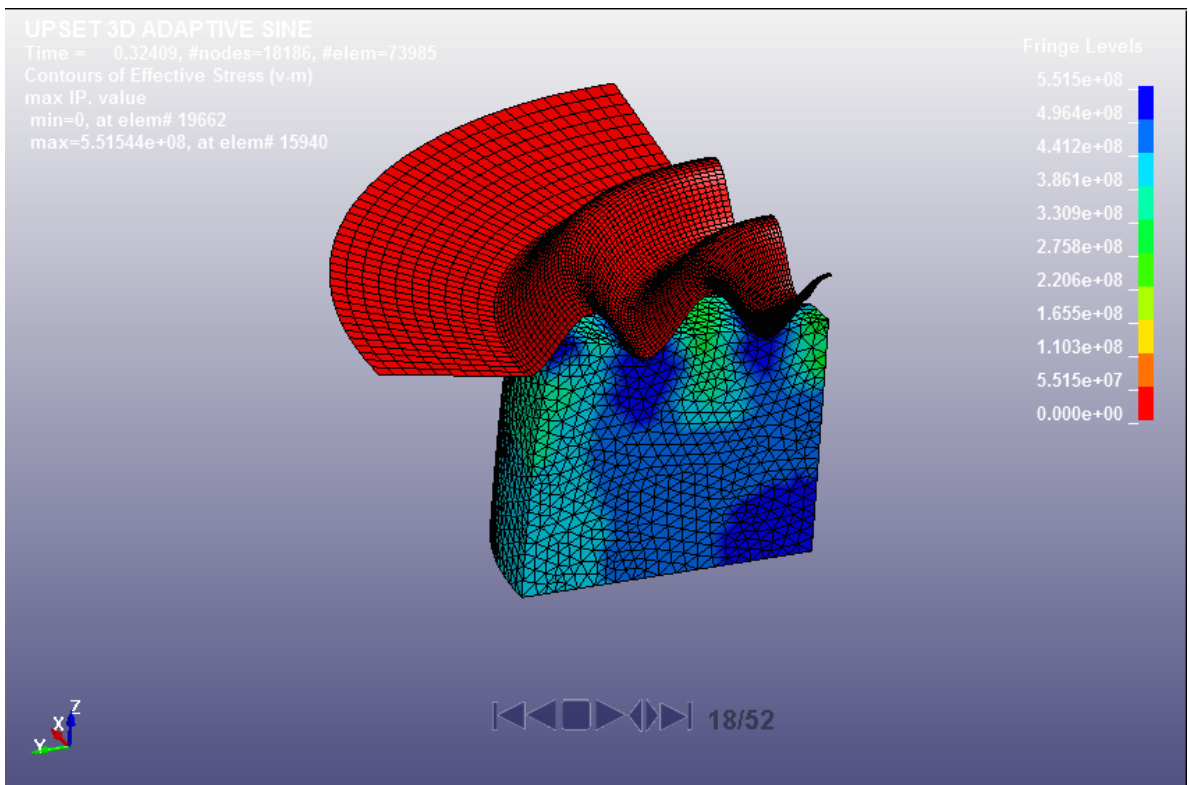 UPSET 3D ADAPTIVE SINE
Time = 0.32409, #nodes=18186, #elem=73985
Contours of Effective Stress (v-m)
max IP. value
min=0, at elem# 19662
max=5.51544e+08, at elem# 15940
Fringe Levels
5.515e+08
4.964e+08
4.412e+08
3.861e+08
3.309e+08
2.758e+08
2.206e+08
1.655e+08
1.103e+08
5.515e+07
0.000e+00
Z
X
Y
18/52